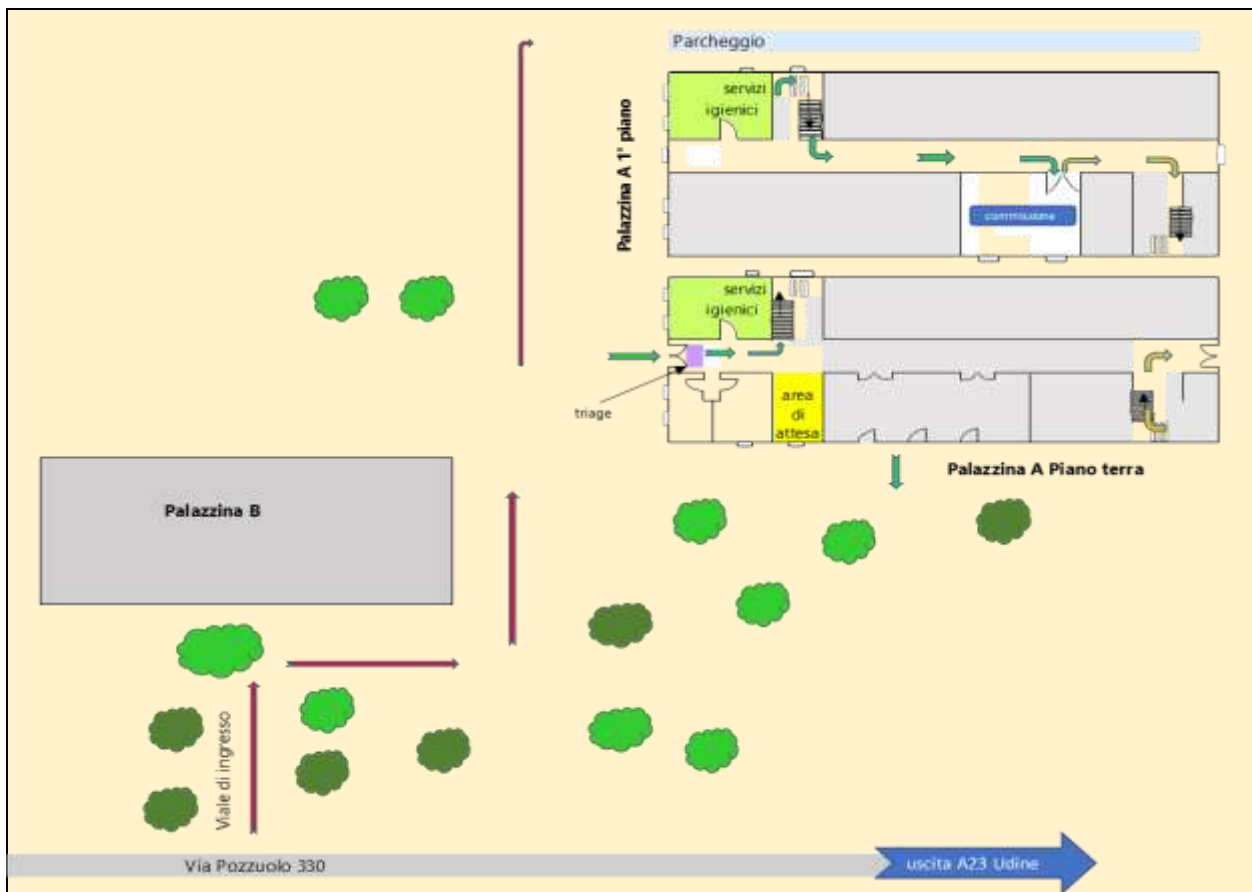 Parcheggio
servizi
igienici
Palazzina A 1° piano
commissione
servizi
igienici
triage
area
di
attesa
Palazzina A Piano terra
Palazzina B
Viale di ingresso
Via Pozzuolo 330
uscita A23 Udine